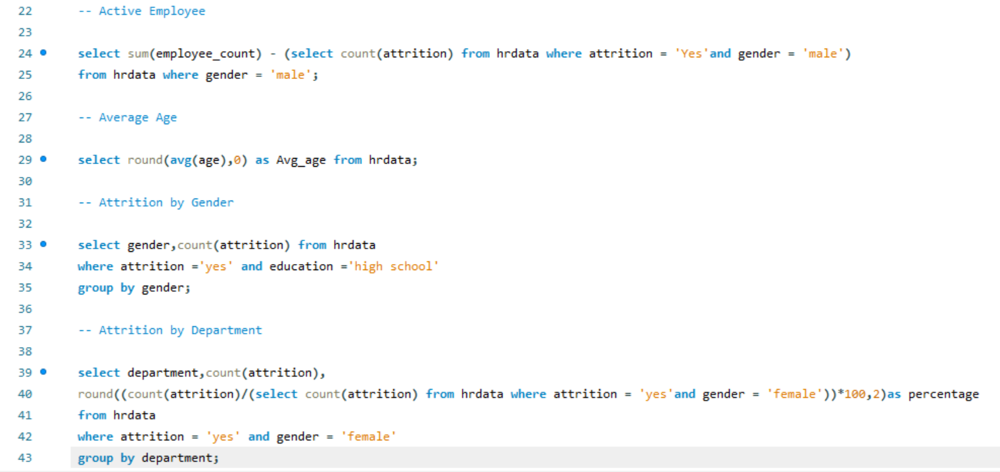 22 -- Active Employee
23
24 select sum(employee_count) - (select count(attrition) from hrdata where attrition = 'Yes'and gender = 'male')
25 from hrdata where gender = 'male';
26
27 -- Average Age
28
29 select round(avg(age),0) as Avg_age from hrdata;
30
31 -- Attrition by Gender
32
33 select gender,count(attrition) from hrdata
34 where attrition ='yes' and education ='high school'
35 group by gender;
36
37 -- Attrition by Department
38
39 select department,count(attrition),
40 round((count(attrition)/(select count(attrition) from hrdata where attrition = 'yes'and gender = 'female'))*100,2)as percentage
41 from hrdata
42 where attrition = 'yes' and gender = 'female'
43 group by department;